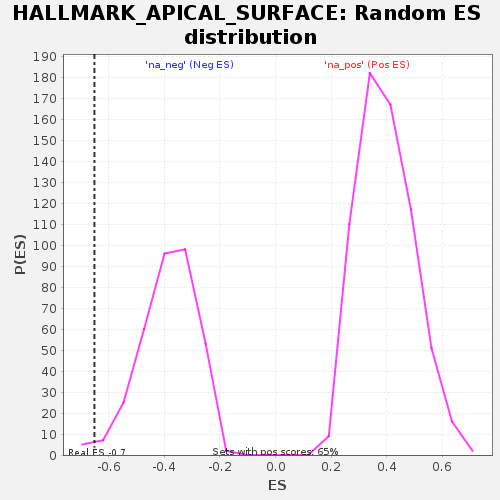 HALLMARK_APICAL_SURFACE: Random ES
distribution
'na_neg' (Neg ES)
'na_pos' (Pos ES)
190
180
170
160
150
140
130
120
110
100
90
80
70
60
50
40
30
20
10
0
P(ES)
Real ES -0.7
Sets with pos scores: 65%
-0.6 -0.4 -0.2 0.0 0.2 0.4 0.6
ES